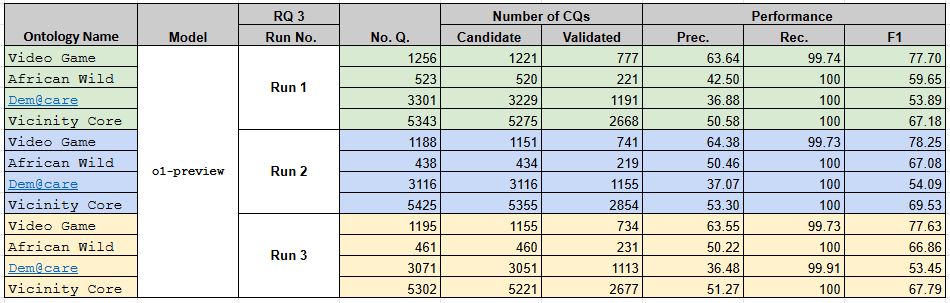 RQ 3 Number of CQs Performance
Ontology Name Model Run No. No. Q. Candidate Validated Prec. Rec. F1
Video Game 1256 1221 777 63.64 99.74 77.70
African Wild 523 520 221 42.50 100 59.65
Run 1
Dem@care 3301 3229 1191 36.88 100 53.89
Vicinity Core 5343 5275 2668 50.58 100 67.18
Video Game 1188 1151 741 64.38 99.73 78.25
African Wild 438 434 219 50.46 100 67.08
o1-preview Run 2
Dem@care 3116 3116 1155 37.07 100 54.09
Vicinity Core 5425 5355 2854 53.30 100 69.53
Video Game 1195 1155 734 63.55 99.73 77.63
African Wild 461 460 231 50.22 100 66.86
Run 3
Dem@care 3071 3051 1113 36.48 99.91 53.45
Vicinity Core 5302 5221 2677 51.27 100 67.79